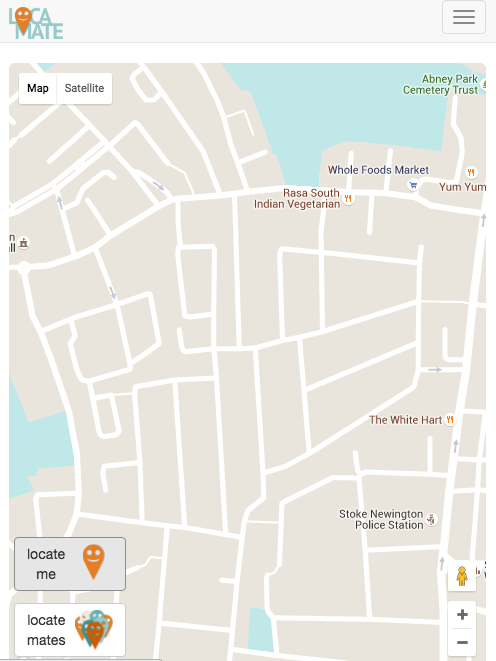 LOCA
MATE
Map
Satellite
Abney Park
Cemetery Trust
Whole Foods Market
Rasa South
Indian Vegetarian
Yum Yum
The White Hart
Stoke Newington
Police Station
locate
me
locate
mates
+
−